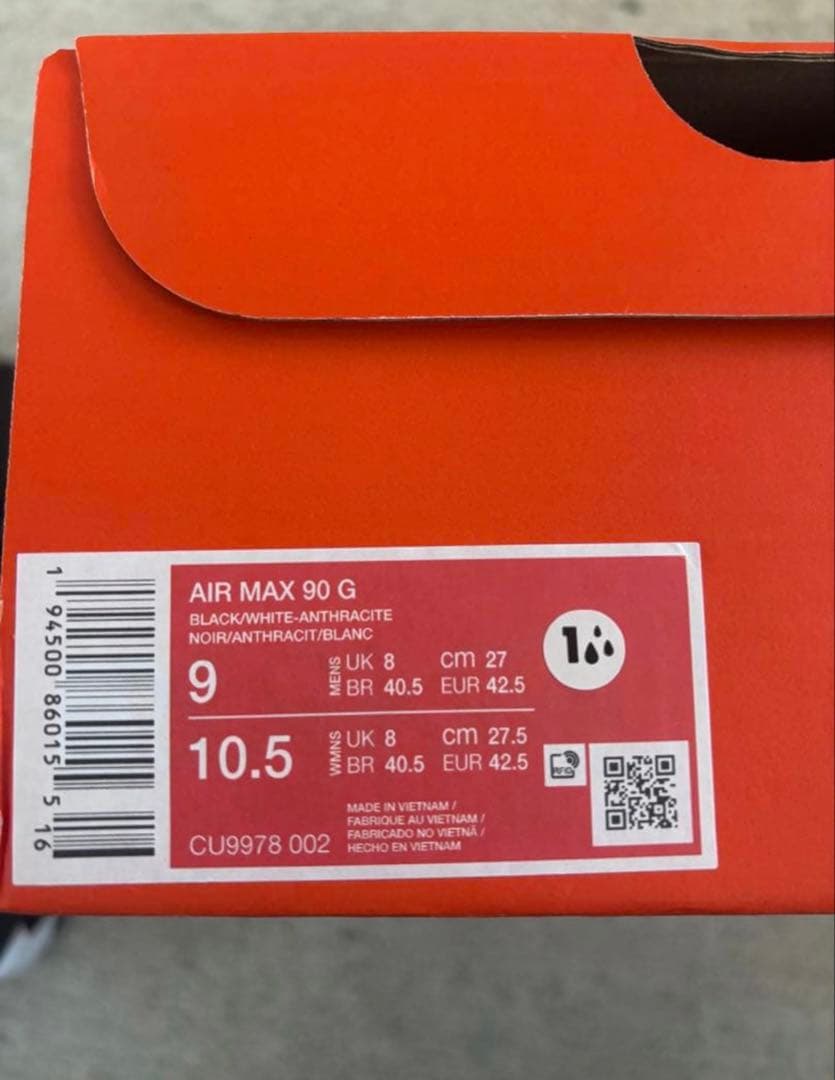 1 94500 86015 5 16
AIR MAX 90 G
BLACK/WHITE-ANTHRACITE
NOIR/ANTHRACIT/BLANC
9 MENS UK 8 cm 27
BR 40.5 EUR 42.5
10.5 WMNS UK 8 cm 27.5
BR 40.5 EUR 42.5
1
RFID
MADE IN VIETNAM /
FABRIQUE AU VIETNAM /
FABRICADO NO VIETNÃ /
HECHO EN VIETNAM
CU9978 002